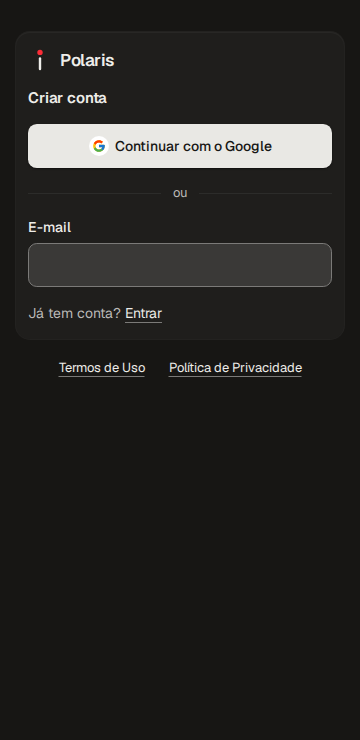 Polaris
Criar conta
Continuar com o Google
ou
E-mail
Já tem conta? Entrar
Termos de Uso Política de Privacidade